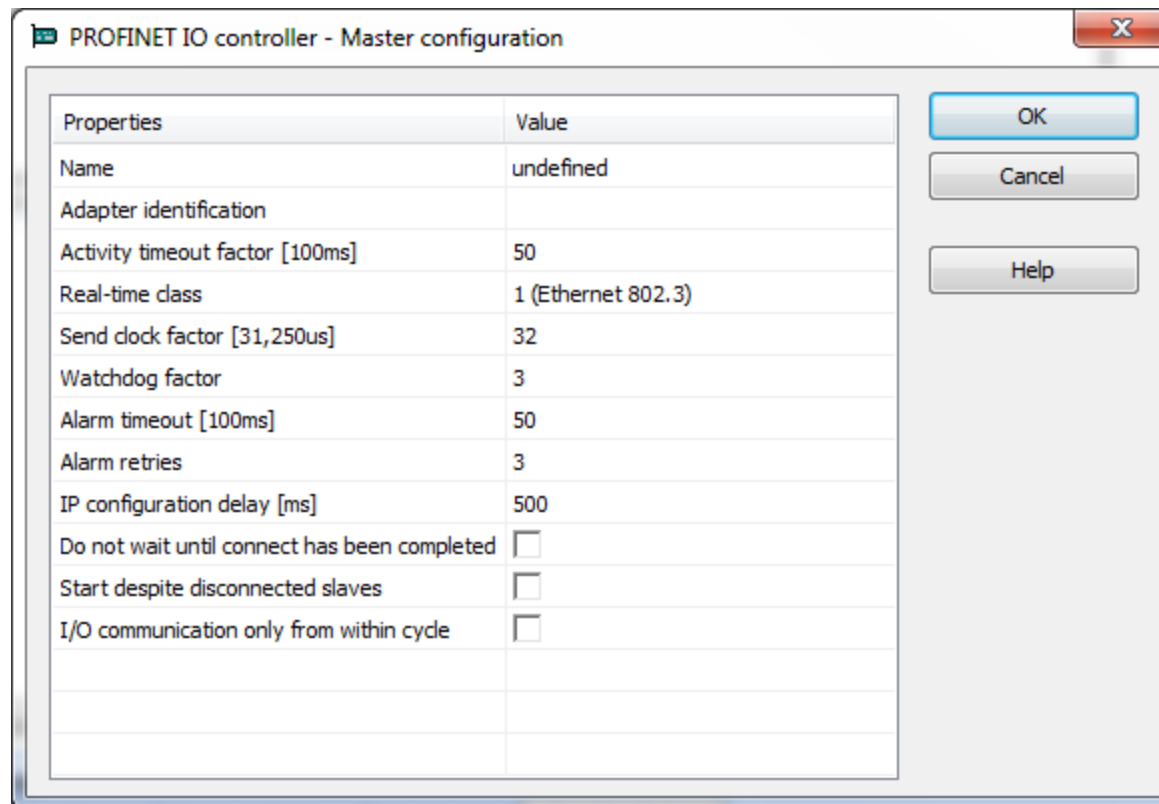 PROFINET IO controller - Master configuration
Properties Value
Name undefined
Adapter identification
Activity timeout factor [100ms] 50
Real-time class 1 (Ethernet 802.3)
Send clock factor [31,250us] 32
Watchdog factor 3
Alarm timeout [100ms] 50
Alarm retries 3
IP configuration delay [ms] 500
Do not wait until connect has been completed
Start despite disconnected slaves
I/O communication only from within cycle
OK
Cancel
Help